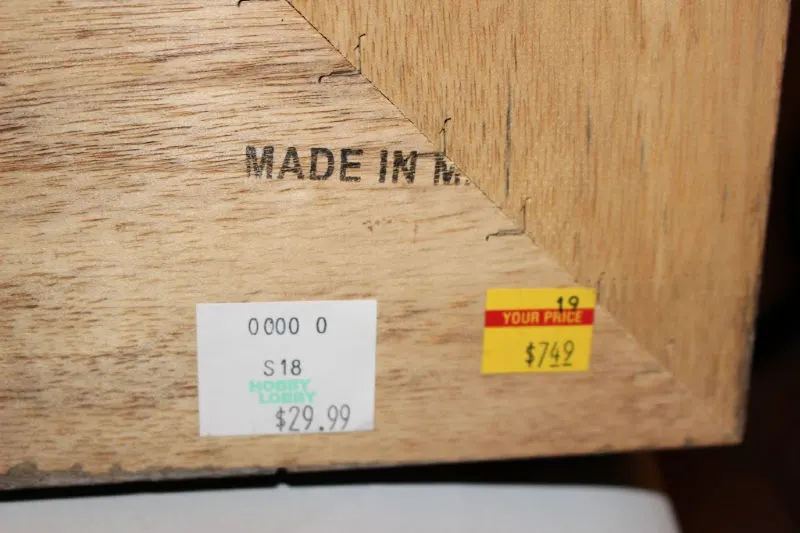 MADE IN M
0000 0
S18
HOBBY
LOBBY
$29.99
19
YOUR PRICE
$749